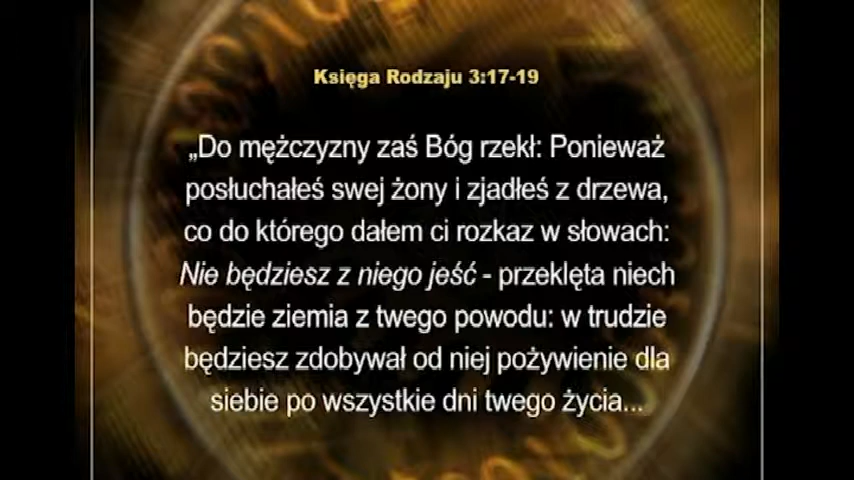 Księga Rodzaju 3:17-19
„Do mężczyzny zaś Bóg rzekł: Ponieważ
posłuchałeś swej żony i zjadłeś z drzewa,
co do którego dałem ci rozkaz w słowach:
Nie będziesz z niego jeść - przeklęta niech
będzie ziemia z twego powodu: w trudzie
będziesz zdobywał od niej pożywienie dla
siebie po wszystkie dni twego życia...